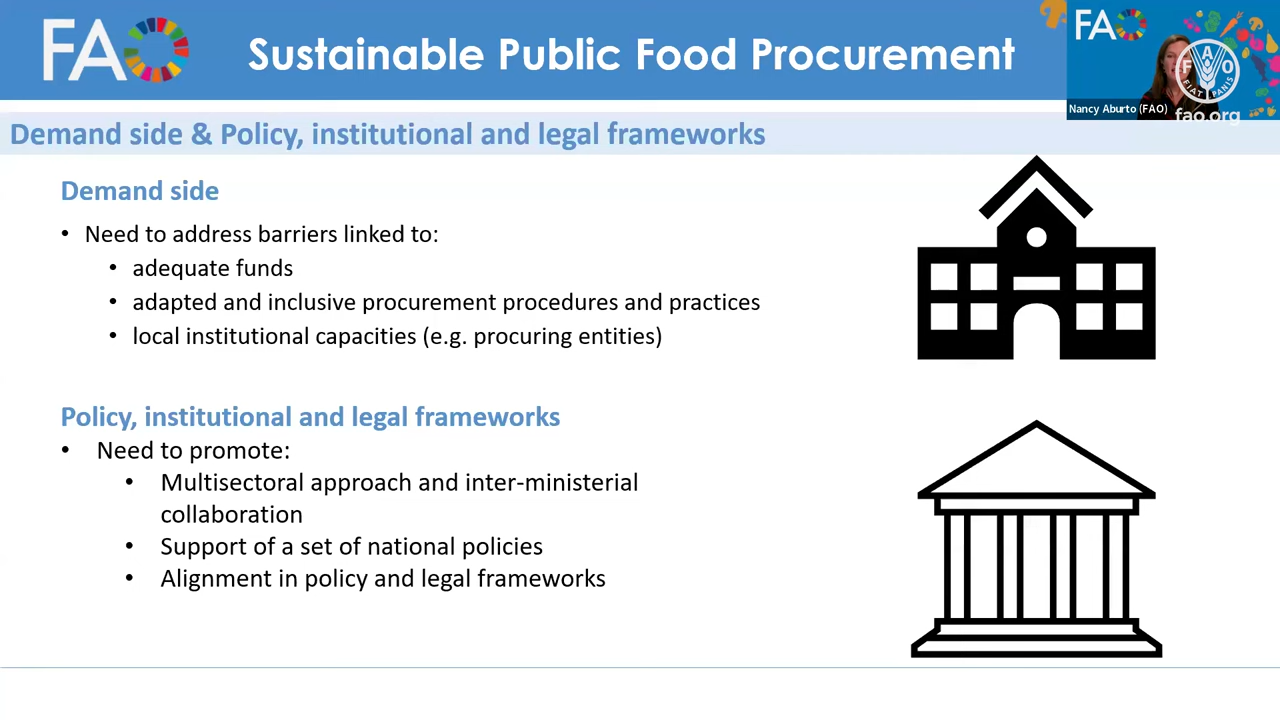 FAO
Sustainable Public Food Procurement
FAO
F A O
FIAT PANIS
Nancy Aburto (FAO)
fao.org
Demand side & Policy, institutional and legal frameworks
Demand side
• Need to address barriers linked to:
• adequate funds
• adapted and inclusive procurement procedures and practices
• local institutional capacities (e.g. procuring entities)
Policy, institutional and legal frameworks
• Need to promote:
• Multisectoral approach and inter-ministerial
collaboration
• Support of a set of national policies
• Alignment in policy and legal frameworks